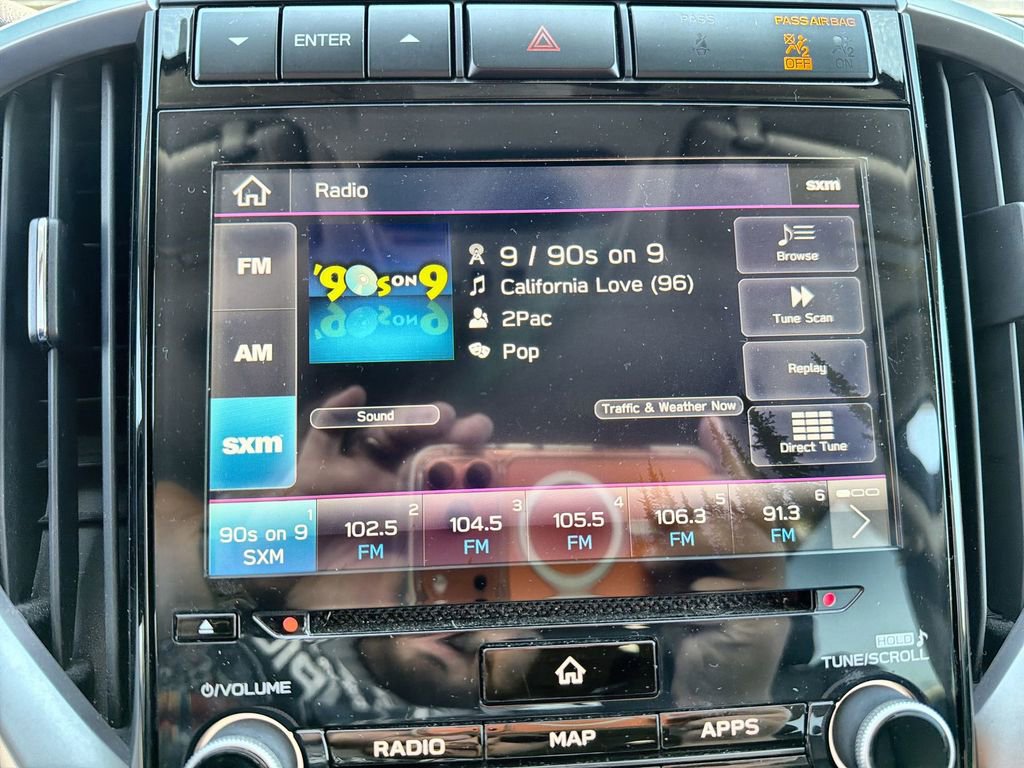 ENTER
PASS
PASS AIR BAG
2
OFF
2
ON
Radio
sxm
FM
AM
sxm
'90s ON 9
9 / 90s on 9
California Love (96)
2Pac
Pop
Sound
Traffic & Weather Now
Browse
Tune Scan
Replay
Direct Tune
1
90s on 9
SXM
2
102.5
FM
3
104.5
FM
4
105.5
FM
5
106.3
FM
6
91.3
FM
HOLD
TUNE/SCROLL
/VOLUME
RADIO
MAP
APPS